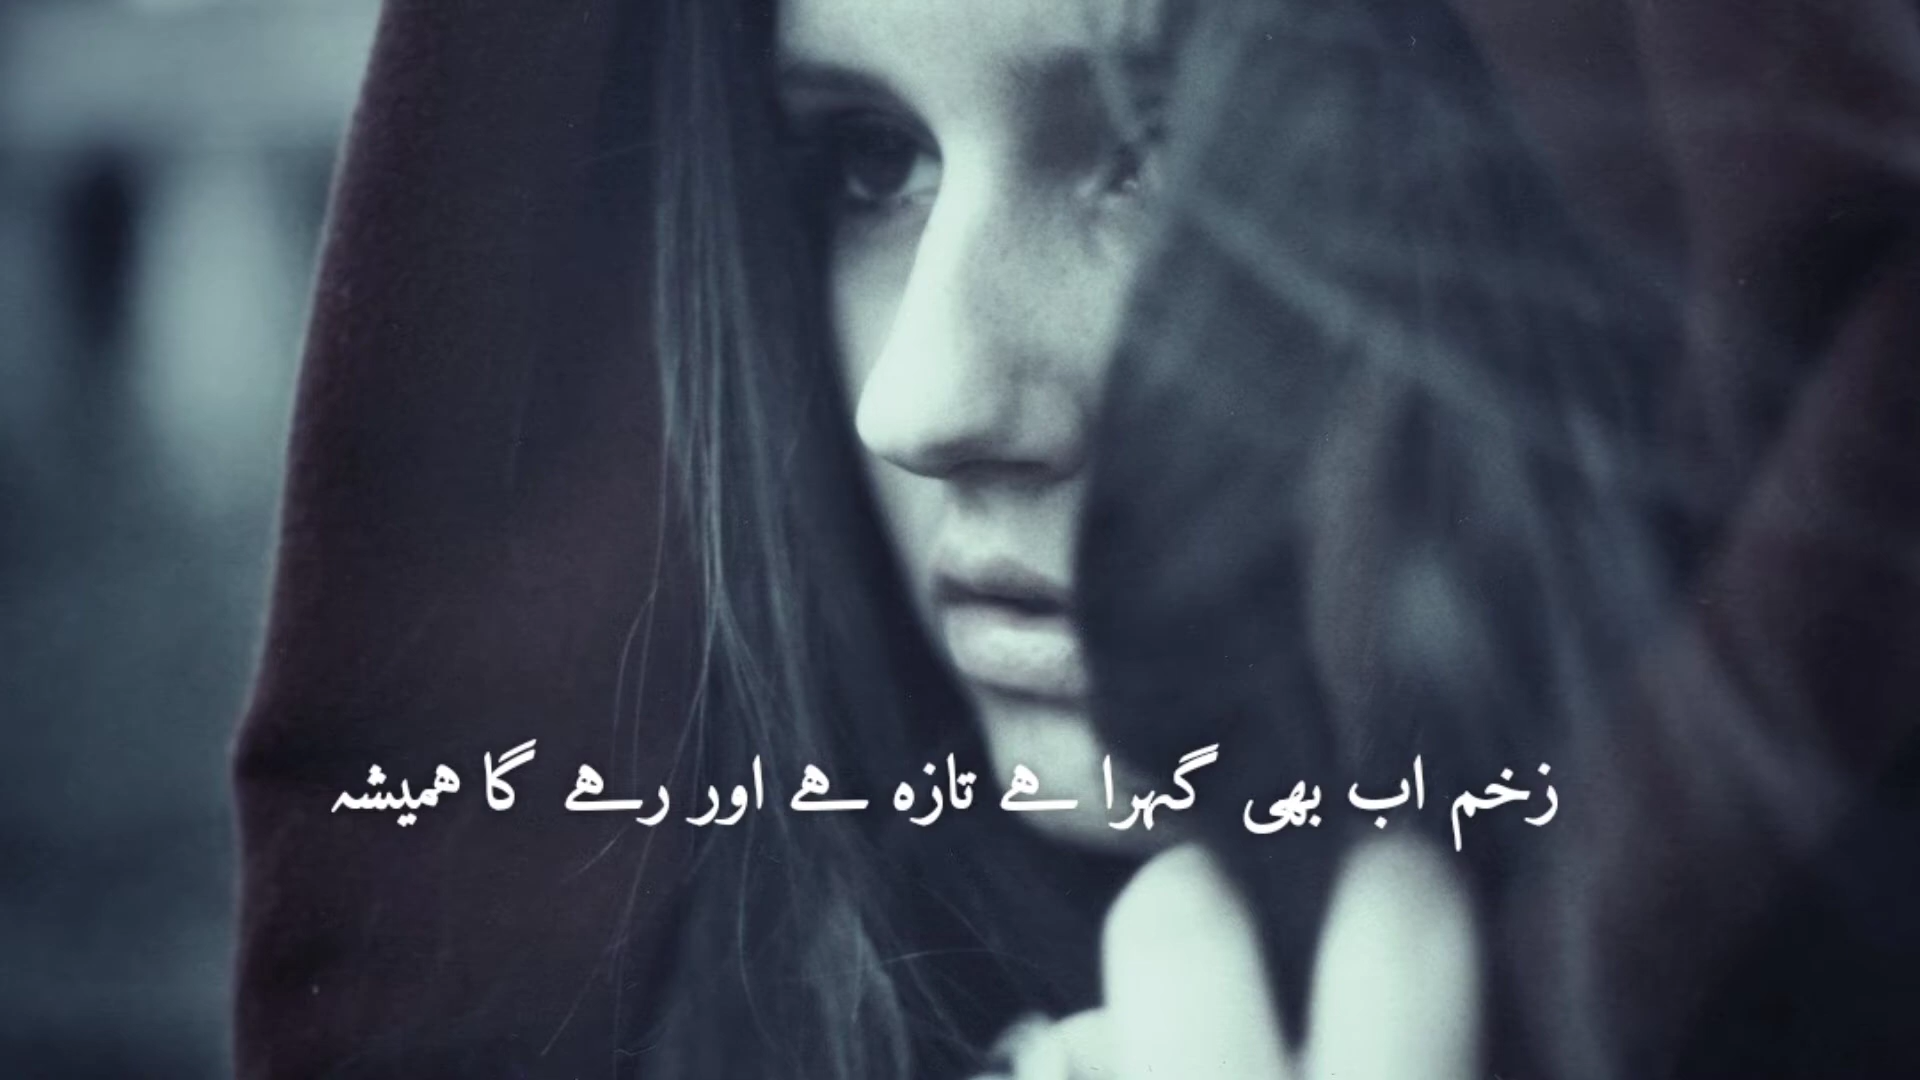 زخم اب بھی گہرا ہے تازہ ہے اور رہے گا ہمیشہ